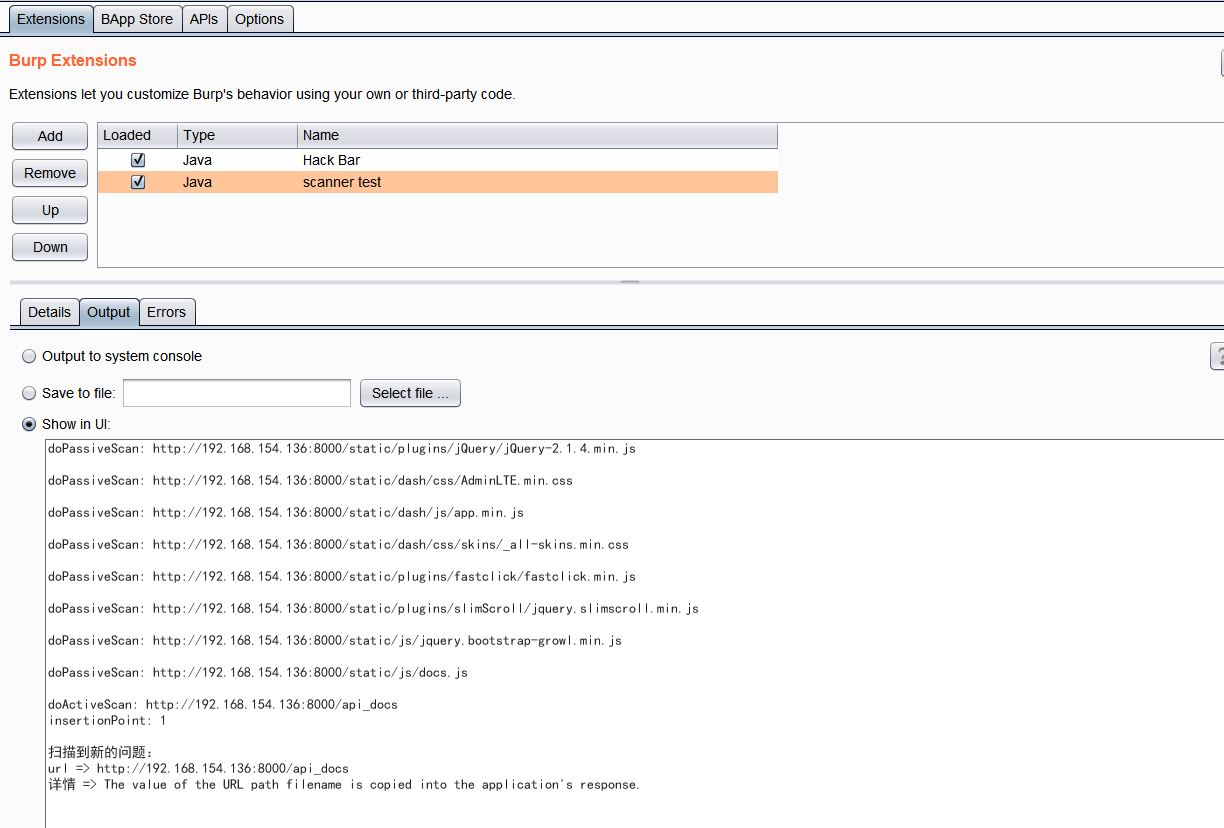 Extensions BApp Store APIs Options
Burp Extensions
Extensions let you customize Burp's behavior using your own or third-party code.
Add
Remove
Up
Down
Loaded Type Name
Java Hack Bar
Java scanner test
Details Output Errors
Output to system console
Save to file: Select file ...
Show in UI:
doPassiveScan: http://192.168.154.136:8000/static/plugins/jQuery/jQuery-2.1.4.min.js
doPassiveScan: http://192.168.154.136:8000/static/dash/css/AdminLTE.min.css
doPassiveScan: http://192.168.154.136:8000/static/dash/js/app.min.js
doPassiveScan: http://192.168.154.136:8000/static/dash/css/skins/_all-skins.min.css
doPassiveScan: http://192.168.154.136:8000/static/plugins/fastclick/fastclick.min.js
doPassiveScan: http://192.168.154.136:8000/static/plugins/slimScroll/jquery.slimscroll.min.js
doPassiveScan: http://192.168.154.136:8000/static/js/jquery.bootstrap-growl.min.js
doPassiveScan: http://192.168.154.136:8000/static/js/docs.js
doActiveScan: http://192.168.154.136:8000/api_docs
insertionPoint: 1
扫描到新的问题：
url => http://192.168.154.136:8000/api_docs
详情 => The value of the URL path filename is copied into the application's response.